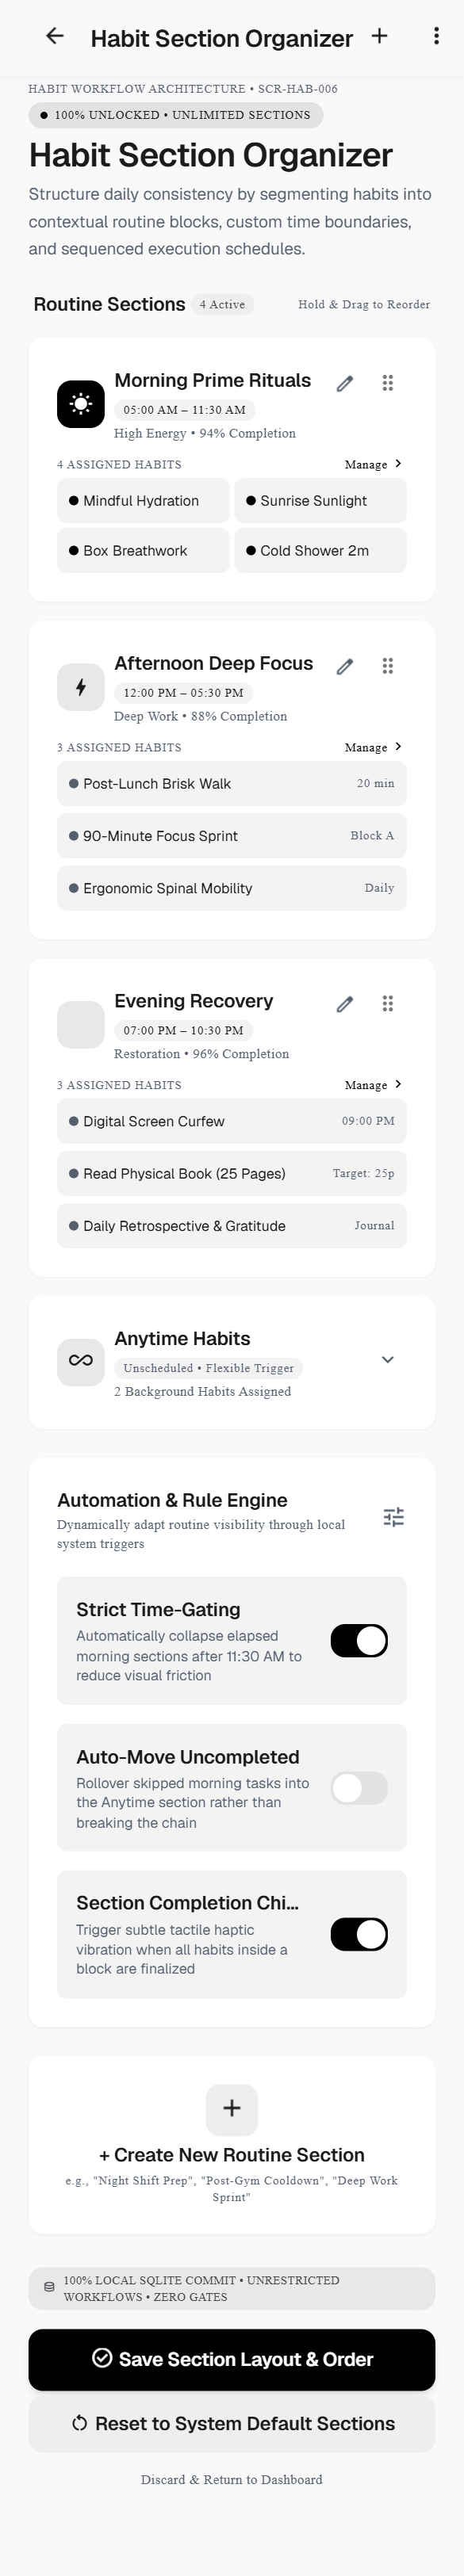 Habit Section Organizer
HABIT WORKFLOW ARCHITECTURE • SCR-HAB-006
100% UNLOCKED • UNLIMITED SECTIONS
Habit Section Organizer
Structure daily consistency by segmenting habits into
contextual routine blocks, custom time boundaries,
and sequenced execution schedules.
Routine Sections 4 Active Hold & Drag to Reorder
Morning Prime Rituals
05:00 AM – 11:30 AM
High Energy • 94% Completion
4 ASSIGNED HABITS Manage
Mindful Hydration Sunrise Sunlight
Box Breathwork Cold Shower 2m
Afternoon Deep Focus
12:00 PM – 05:30 PM
Deep Work • 88% Completion
3 ASSIGNED HABITS Manage
Post-Lunch Brisk Walk 20 min
90-Minute Focus Sprint Block A
Ergonomic Spinal Mobility Daily
Evening Recovery
07:00 PM – 10:30 PM
Restoration • 96% Completion
3 ASSIGNED HABITS Manage
Digital Screen Curfew 09:00 PM
Read Physical Book (25 Pages) Target: 25p
Daily Retrospective & Gratitude Journal
Anytime Habits
Unscheduled • Flexible Trigger
2 Background Habits Assigned
Automation & Rule Engine
Dynamically adapt routine visibility through local
system triggers
Strict Time-Gating
Automatically collapse elapsed
morning sections after 11:30 AM to
reduce visual friction
Auto-Move Uncompleted
Rollover skipped morning tasks into
the Anytime section rather than
breaking the chain
Section Completion Chi...
Trigger subtle tactile haptic
vibration when all habits inside a
block are finalized
+ Create New Routine Section
e.g., "Night Shift Prep", "Post-Gym Cooldown", "Deep Work
Sprint"
100% LOCAL SQLITE COMMIT • UNRESTRICTED
WORKFLOWS • ZERO GATES
Save Section Layout & Order
Reset to System Default Sections
Discard & Return to Dashboard